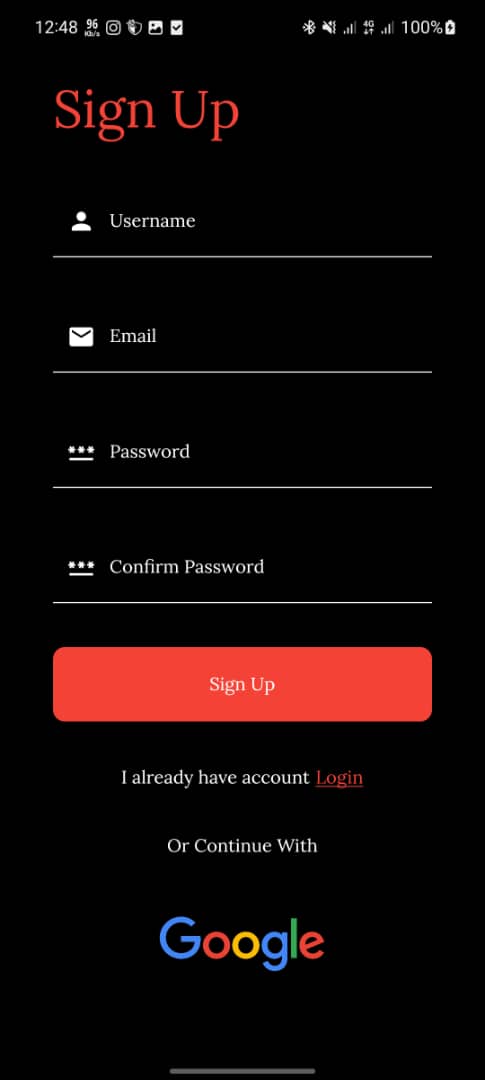 12:48 96 Kb/s 4G 100%
Sign Up
Username
Email
Password
Confirm Password
Sign Up
I already have account Login
Or Continue With
Google